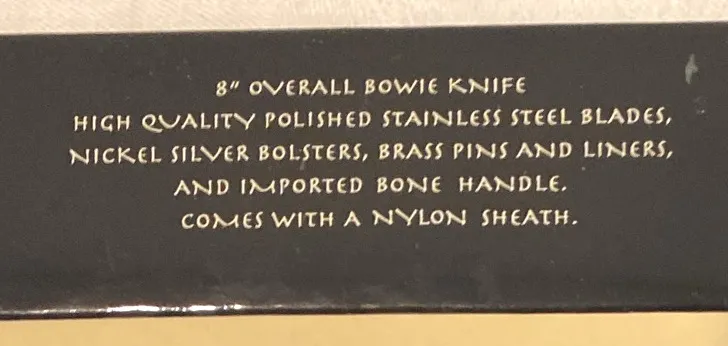 8" OVERALL BOWIE KNIFE
HIGH QUALITY POLISHED STAINLESS STEEL BLADES,
NICKEL SILVER BOLSTERS, BRASS PINS AND LINERS,
AND IMPORTED BONE HANDLE.
COMES WITH A NYLON SHEATH.